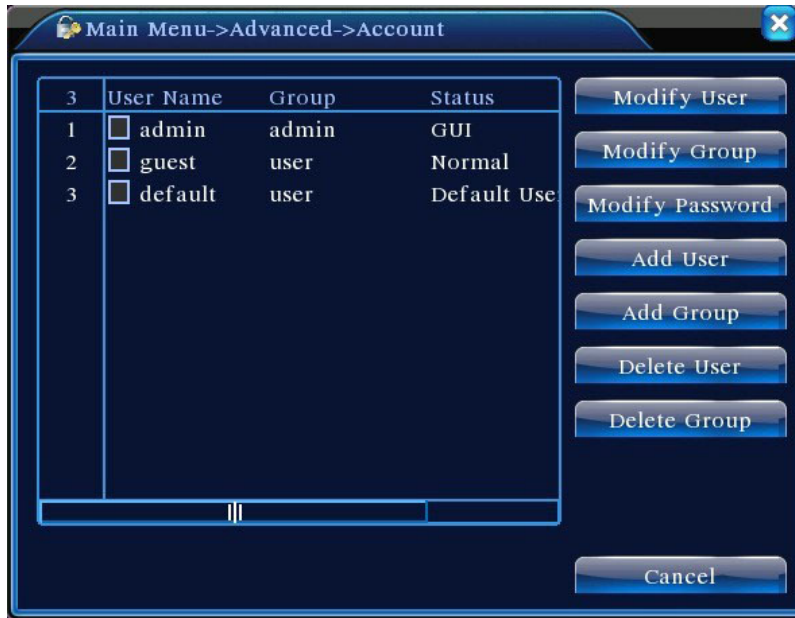 Main Menu->Advanced->Account
3 User Name Group Status
1 admin admin GUI
2 guest user Normal
3 default user Default Use
Modify User
Modify Group
Modify Password
Add User
Add Group
Delete User
Delete Group
Cancel